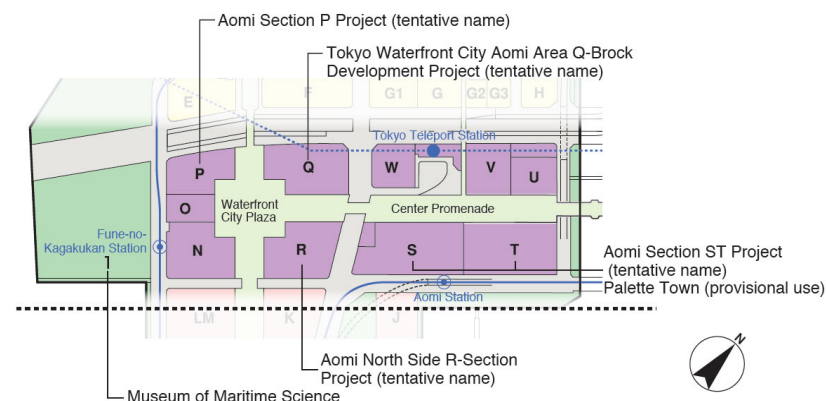 Aomi Section P Project (tentative name)
Tokyo Waterfront City Aomi Area Q-Brock
Development Project (tentative name)
E
F
G1
G
G2
G3
H
Tokyo Teleport Station
P
Q
W
V
U
O
Waterfront
City Plaza
Center Promenade
Fune-no-
Kagakukan Station
N
R
S
T
Aomi Section ST Project
(tentative name)
Palette Town (provisional use)
Aomi Station
LM
K
J
N
Aomi North Side R-Section
Project (tentative name)
Museum of Maritime Science